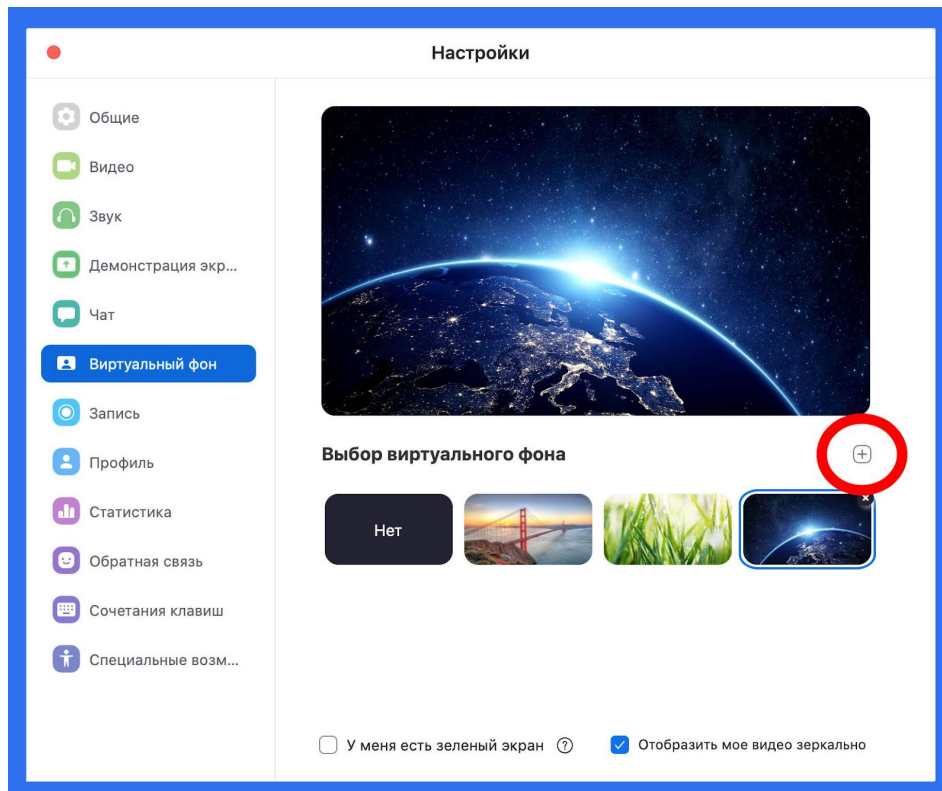 Настройки
Общие
Видео
Звук
Демонстрация экр...
Чат
Виртуальный фон
Запись
Профиль
Статистика
Обратная связь
Сочетания клавиш
Специальные возм...
Выбор виртуального фона
Нет
У меня есть зеленый экран ?
Отобразить мое видео зеркально